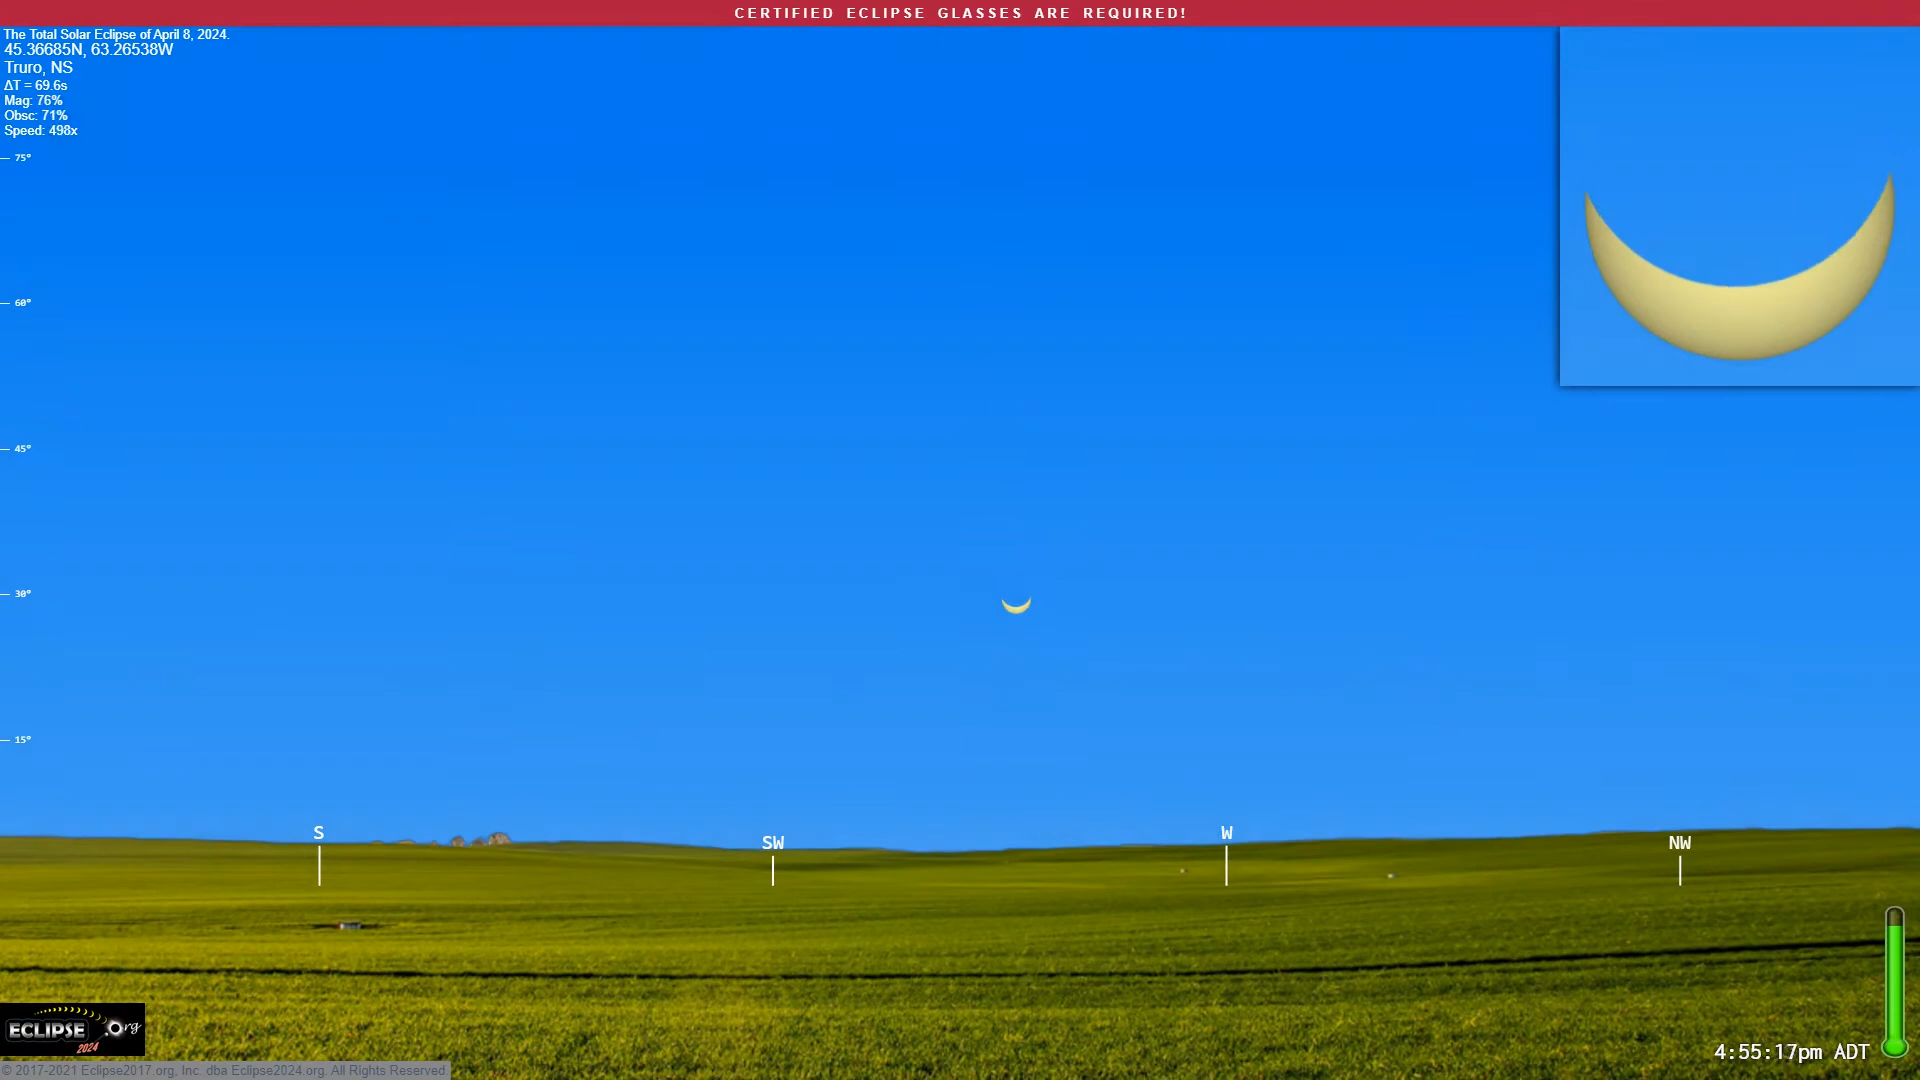 CERTIFIED ECLIPSE GLASSES ARE REQUIRED!
The Total Solar Eclipse of April 8, 2024.
45.36685N, 63.26538W
Truro, NS
ΔT = 69.6s
Mag: 76%
Obsc: 71%
Speed: 498x
75°
60°
45°
30°
15°
S
SW
W
NW
ECLIPSE.Org
2024
4:55:17pm ADT
© 2017-2021 Eclipse2017.org, Inc. dba Eclipse2024.org. All Rights Reserved.